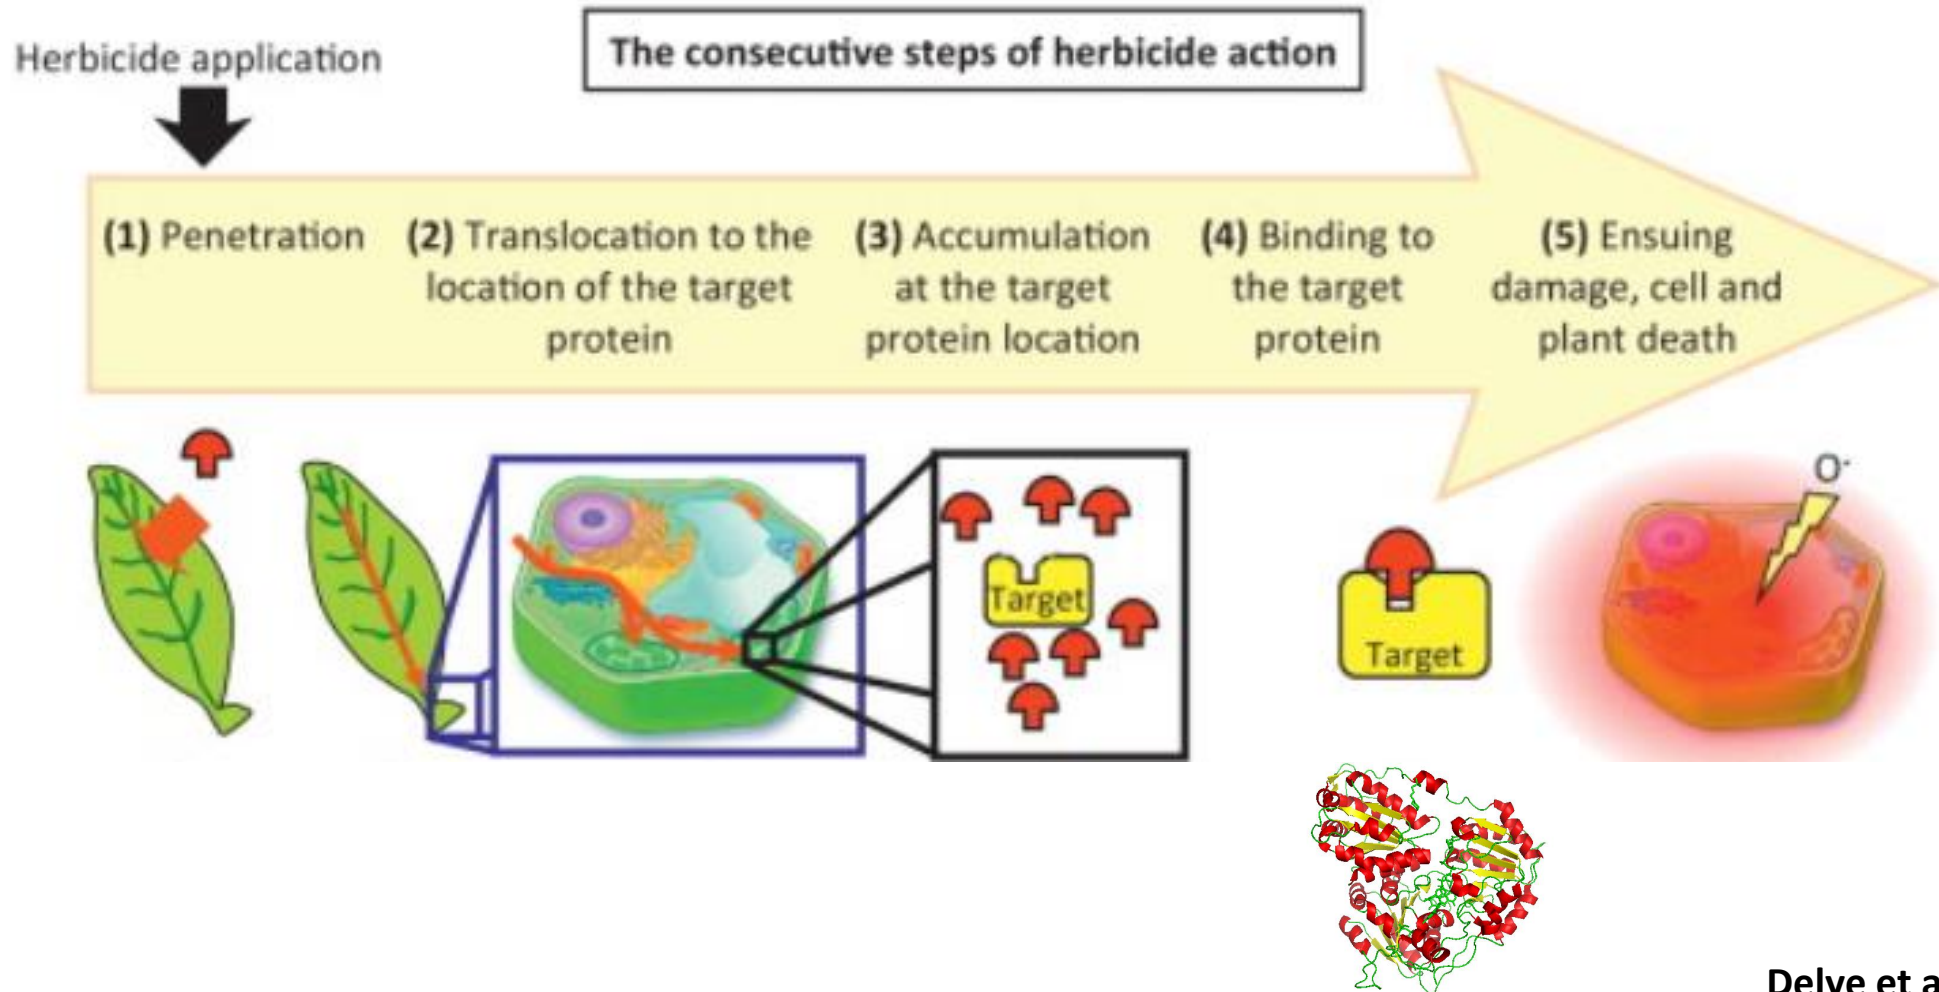 Herbicide application
The consecutive steps of herbicide action
(1) Penetration
(2) Translocation to the
location of the target
protein
(3) Accumulation
at the target
protein location
(4) Binding to
the target
protein
(5) Ensuing
damage, cell and
plant death
Target
Target
O·
Delye et a